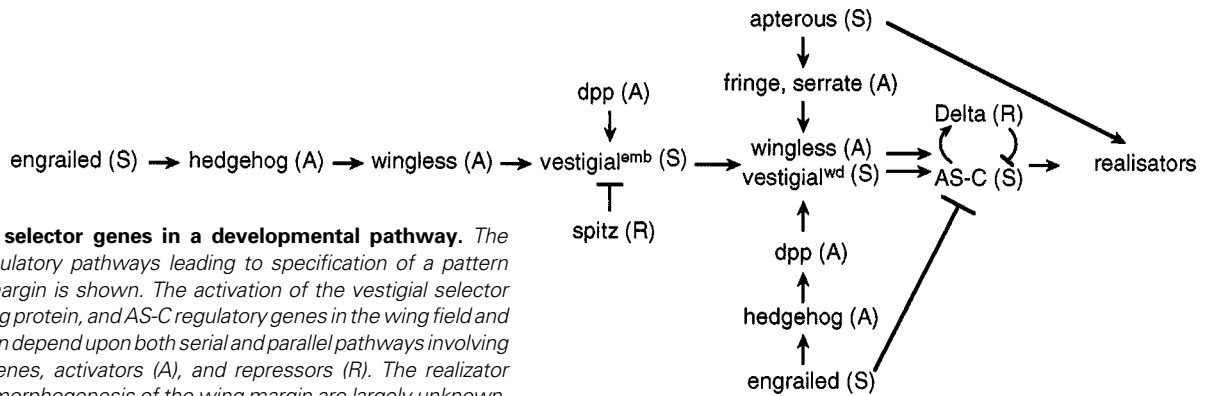 apterous (S)
fringe, serrate (A)
dpp (A)
Delta (R)
engrailed (S) hedgehog (A) wingless (A) vestigial^emb (S) wingless (A) vestigial^wd (S) AS-C (S) realisators
spitz (R)
dpp (A)
hedgehog (A)
engrailed (S)
selector genes in a developmental pathway. The
regulatory pathways leading to specification of a pattern
margin is shown. The activation of the vestigial selector
protein, and AS-C regulatory genes in the wing field and
depend upon both serial and parallel pathways involving
activators (A), and repressors (R). The realizator
morphogenesis of the wing margin are largely unknown.